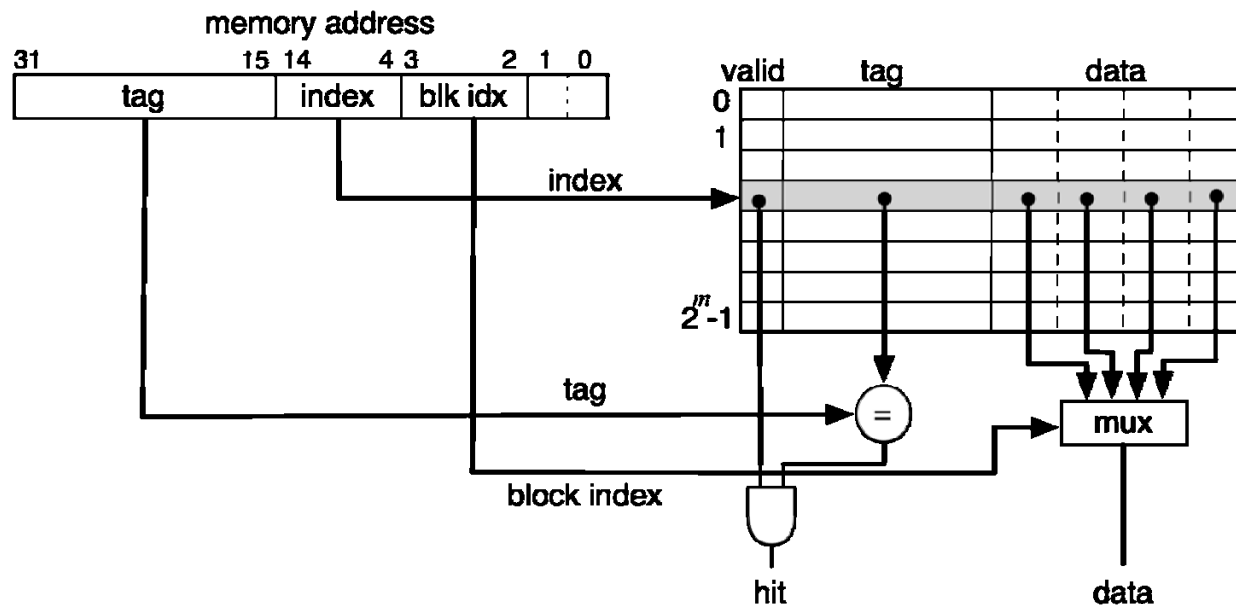 memory address
31 15 14 4 3 2 1 0
tag index blk idx
valid tag data
0
1
index
2^m-1
tag
=
mux
block index
hit data